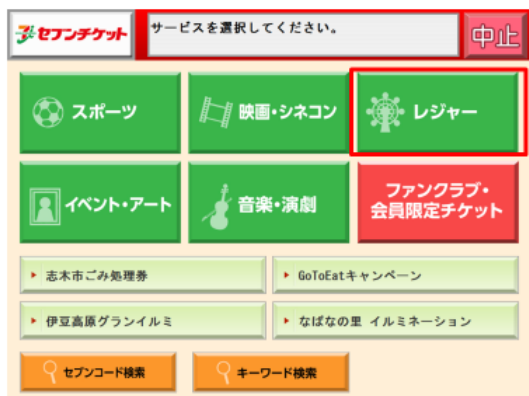 セブンチケット
サービスを選択してください。
中止
スポーツ
映画・シネコン
レジャー
イベント・アート
音楽・演劇
ファンクラブ・
会員限定チケット
志木市ごみ処理券
GoToEatキャンペーン
伊豆高原グランイルミ
なばなの里 イルミネーション
セブンコード検索
キーワード検索